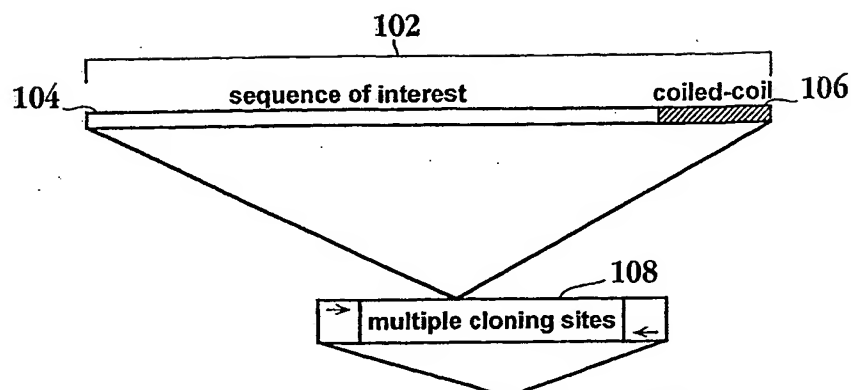 102
104 sequence of interest coiled-coil 106
108
multiple cloning sites